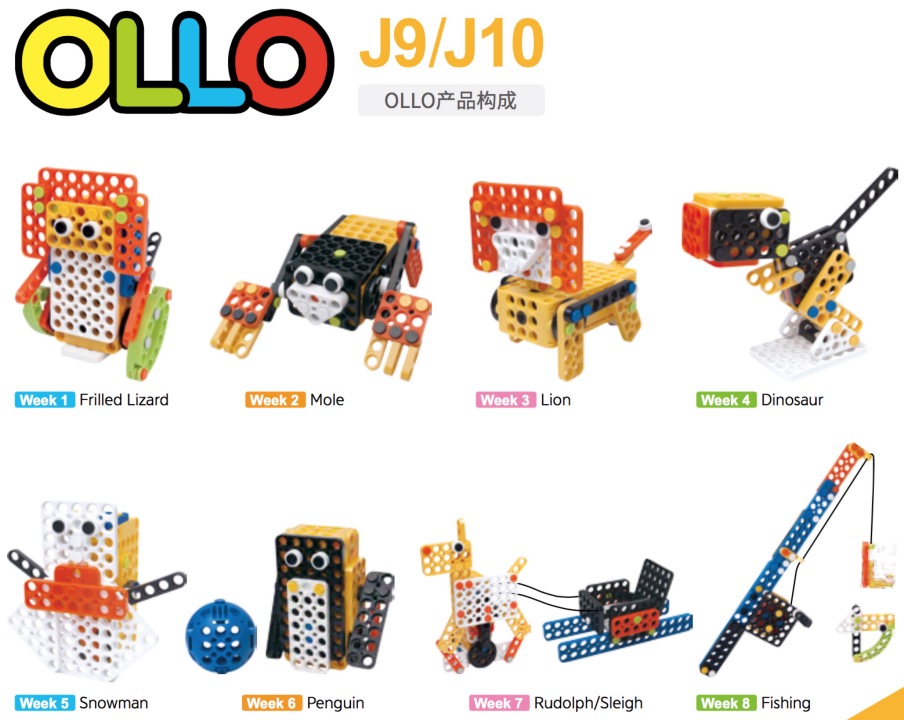 OLLO
J9/J10
OLLO产品构成
Week 1 Frilled Lizard
Week 2 Mole
Week 3 Lion
Week 4 Dinosaur
Week 5 Snowman
Week 6 Penguin
Week 7 Rudolph/Sleigh
Week 8 Fishing